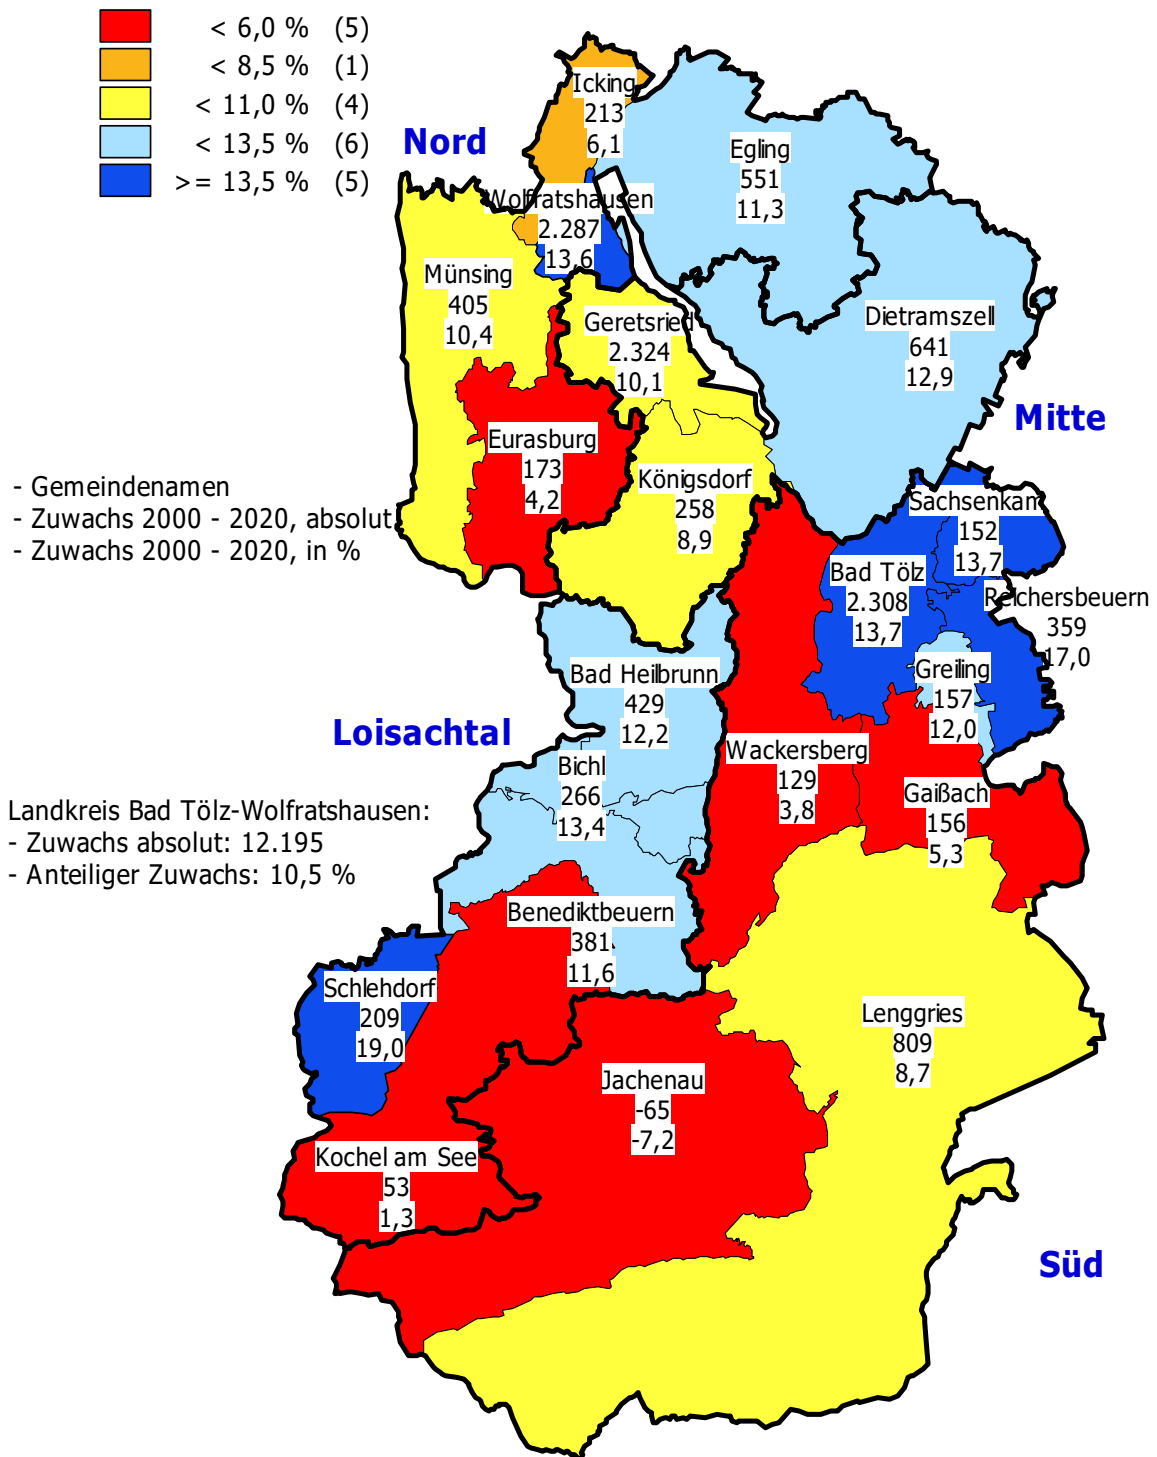 < 6,0 % (5)
< 8,5 % (1)
< 11,0 % (4)
< 13,5 % (6)
>= 13,5 % (5)
Nord
Icking
213
6,1
Egling
551
11,3
Wolfratshausen
2.287
13,6
Münsing
405
10,4
Geretsried
2.324
10,1
Dietramszell
641
12,9
Mitte
Eurasburg
173
4,2
Königsdorf
258
8,9
- Gemeindenamen
- Zuwachs 2000 - 2020, absolut
- Zuwachs 2000 - 2020, in %
Sachsenkam
152
13,7
Bad Tölz
2.308
13,7
Reichersbeuern
359
17,0
Greiling
157
12,0
Bad Heilbrunn
429
12,2
Loisachtal
Wackersberg
129
3,8
Bichl
266
13,4
Gaißach
156
5,3
Landkreis Bad Tölz-Wolfratshausen:
- Zuwachs absolut: 12.195
- Anteiliger Zuwachs: 10,5 %
Benediktbeuern
381
11,6
Schlehdorf
209
19,0
Lenggries
809
8,7
Jachenau
-65
-7,2
Kochel am See
53
1,3
Süd